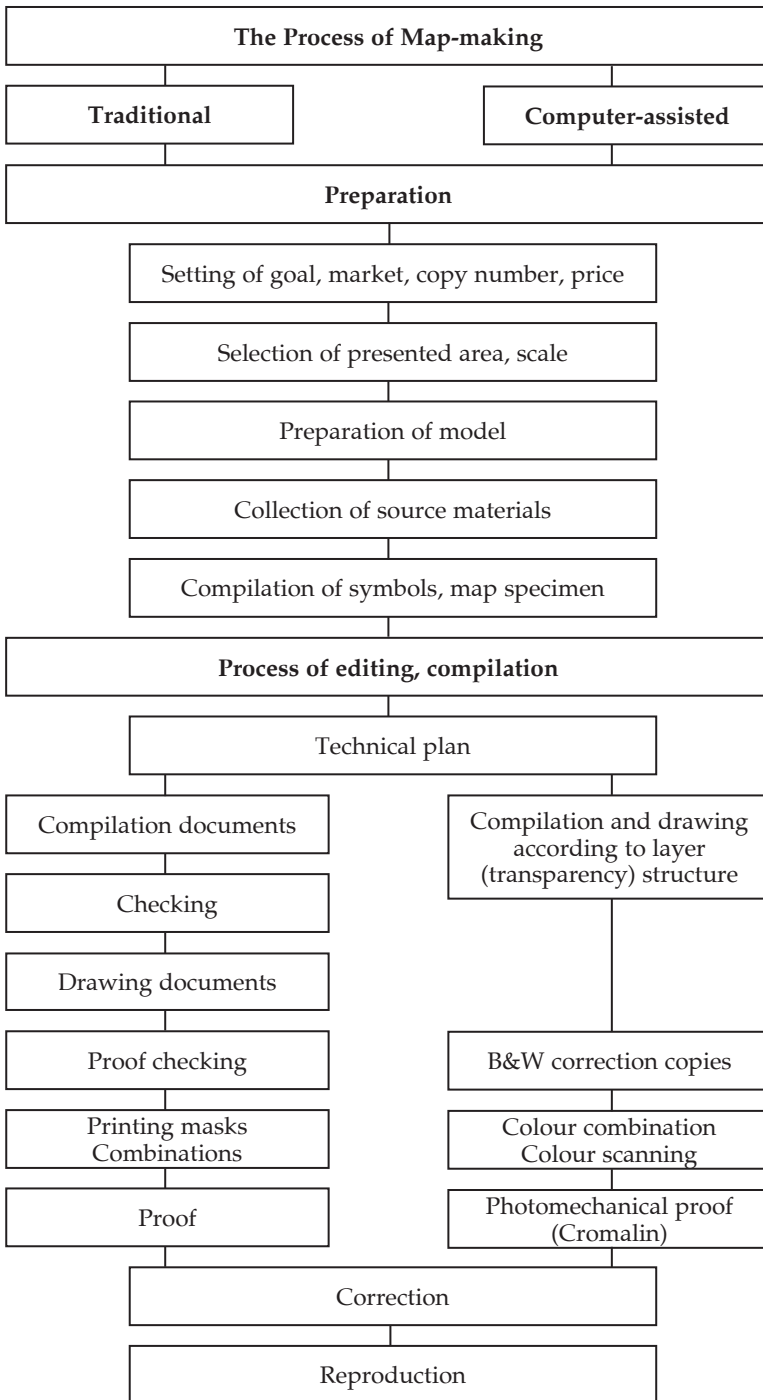 The Process of Map-making
Traditional
Computer-assisted
Preparation
Setting of goal, market, copy number, price
Selection of presented area, scale
Preparation of model
Collection of source materials
Compilation of symbols, map specimen
Process of editing, compilation
Technical plan
Compilation documents
Checking
Drawing documents
Proof checking
Printing masks
Combinations
Proof
Compilation and drawing
according to layer
(transparency) structure
B&W correction copies
Colour combination
Colour scanning
Photomechanical proof
(Cromalin)
Correction
Reproduction